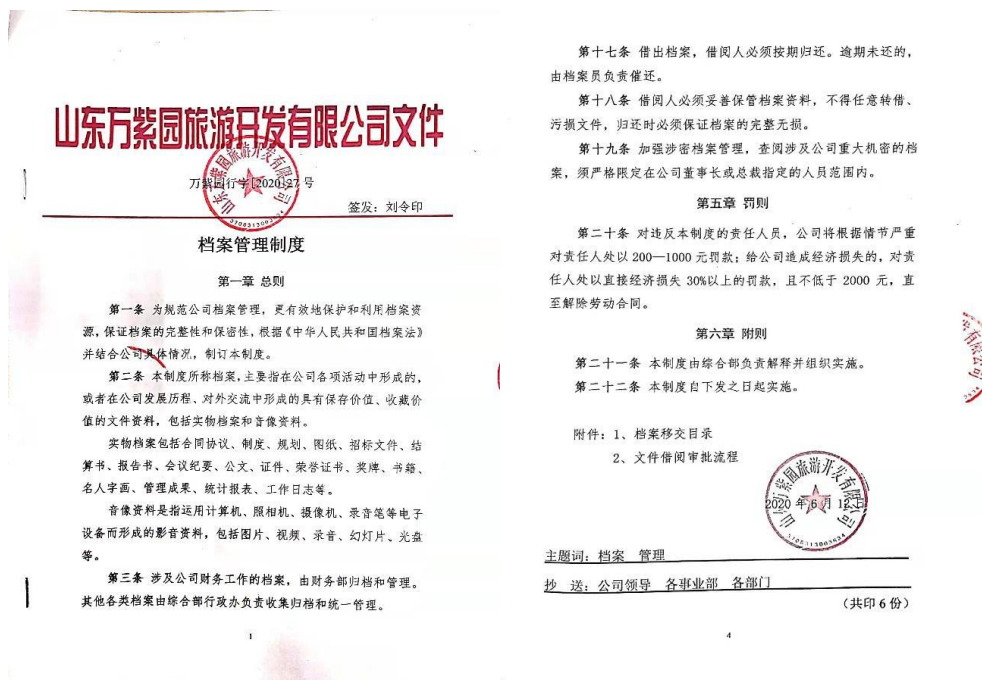 山东万紫园旅游开发有限公司文件
万紫园行字[2020]27号
签发：刘令印
档案管理制度
第一章 总则
第一条 为规范公司档案管理，更有效地保护和利用档案资
源，保证档案的完整性和保密性，根据《中华人民共和国档案法》
并结合公司具体情况，制订本制度。
第二条 本制度所称档案，主要指在公司各项活动中形成的，
或者在公司发展历程、对外交流中形成的具有保存价值、收藏价
值的文件资料，包括实物档案和音像资料。
实物档案包括合同协议、制度、规划、图纸、招标文件、结
算书、报告书、会议纪要、公文、证件、荣誉证书、奖牌、书籍、
名人字画、管理成果、统计报表、工作日志等。
音像资料是指运用计算机、照相机、摄像机、录音笔等电子
设备而形成的影音资料，包括图片、视频、录音、幻灯片、光盘
等。
第三条 涉及公司财务工作的档案，由财务部归档和管理。
其他各类档案由综合部行政办负责收集归档和统一管理。
1
第十七条 借出档案，借阅人必须按期归还。逾期未还的，
由档案员负责催还。
第十八条 借阅人必须妥善保管档案资料，不得任意转借、
污损文件，归还时必须保证档案的完整无损。
第十九条 加强涉密档案管理，查阅涉及公司重大机密的档
案，须严格限定在公司董事长或总裁指定的人员范围内。
第五章 罚则
第二十条 对违反本制度的责任人员，公司将根据情节严重
对责任人处以200—1000元罚款；给公司造成经济损失的，对责
任人处以直接经济损失30%以上的罚款，且不低于2000元，直
至解除劳动合同。
第六章 附则
第二十一条 本制度由综合部负责解释并组织实施。
第二十二条 本制度自下发之日起实施。
附件：1、档案移交目录
2、文件借阅审批流程
山东万紫园旅游开发有限公司
2020年6月12日
主题词：档案 管理
抄 送：公司领导 各事业部 各部门
（共印6份）
4